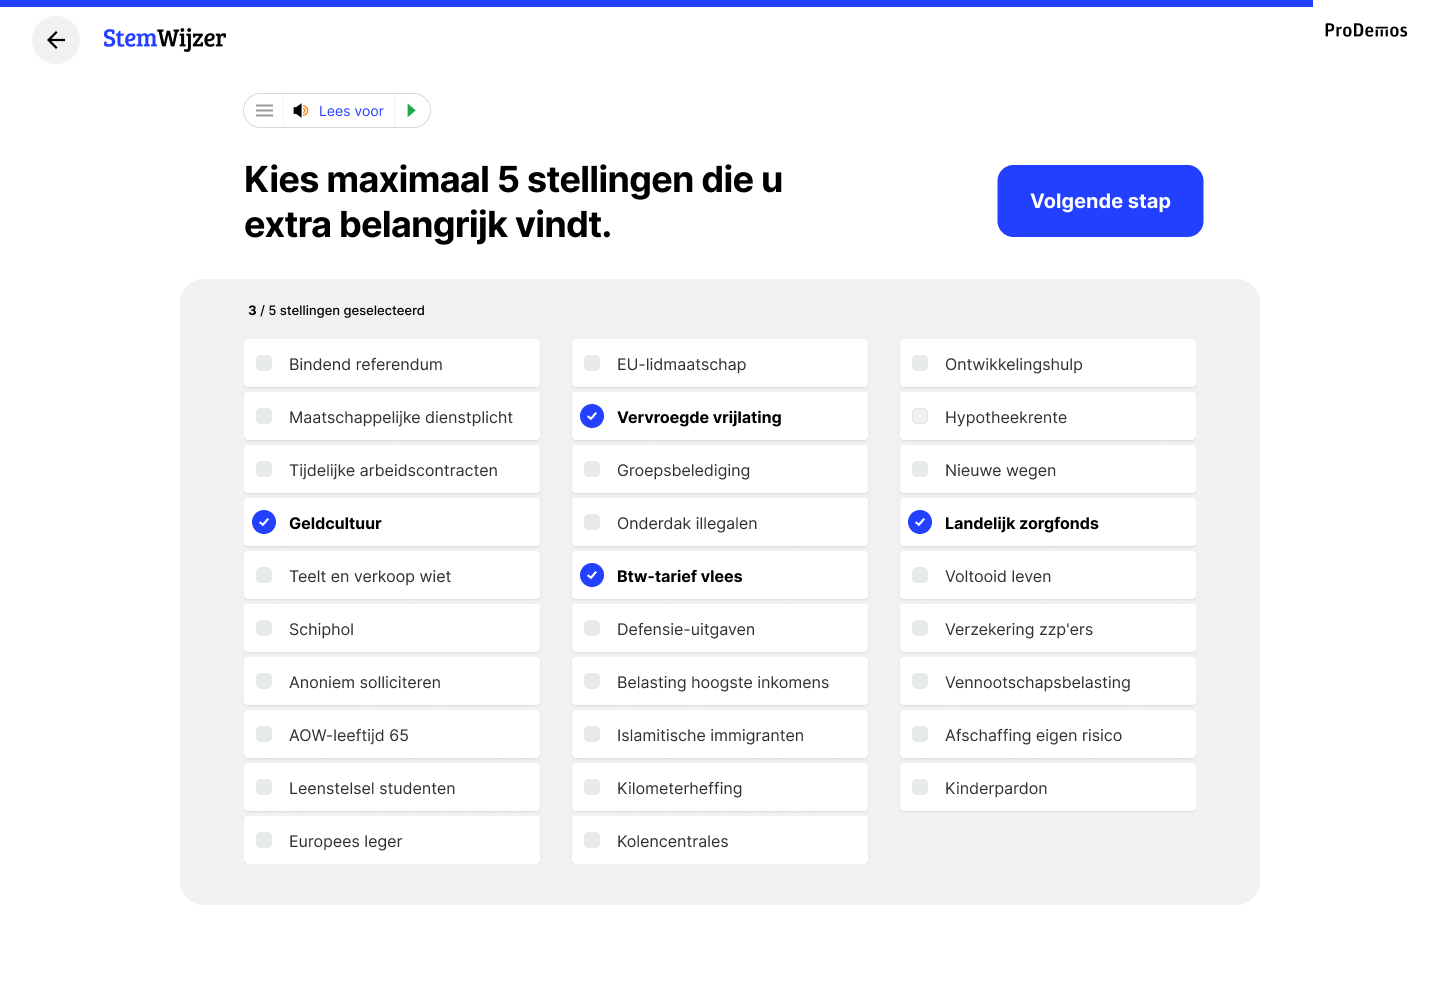 StemWijzer
ProDemos
Lees voor
Kies maximaal 5 stellingen die u
extra belangrijk vindt.
Volgende stap
3 / 5 stellingen geselecteerd
Bindend referendum
Maatschappelijke dienstplicht
Tijdelijke arbeidscontracten
Geldcultuur
Teelt en verkoop wiet
Schiphol
Anoniem solliciteren
AOW-leeftijd 65
Leenstelsel studenten
Europees leger
EU-lidmaatschap
Vervroegde vrijlating
Groepsbelediging
Onderdak illegalen
Btw-tarief vlees
Defensie-uitgaven
Belasting hoogste inkomens
Islamitische immigranten
Kilometerheffing
Kolencentrales
Ontwikkelingshulp
Hypotheekrente
Nieuwe wegen
Landelijk zorgfonds
Voltooid leven
Verzekering zzp'ers
Vennootschapsbelasting
Afschaffing eigen risico
Kinderpardon